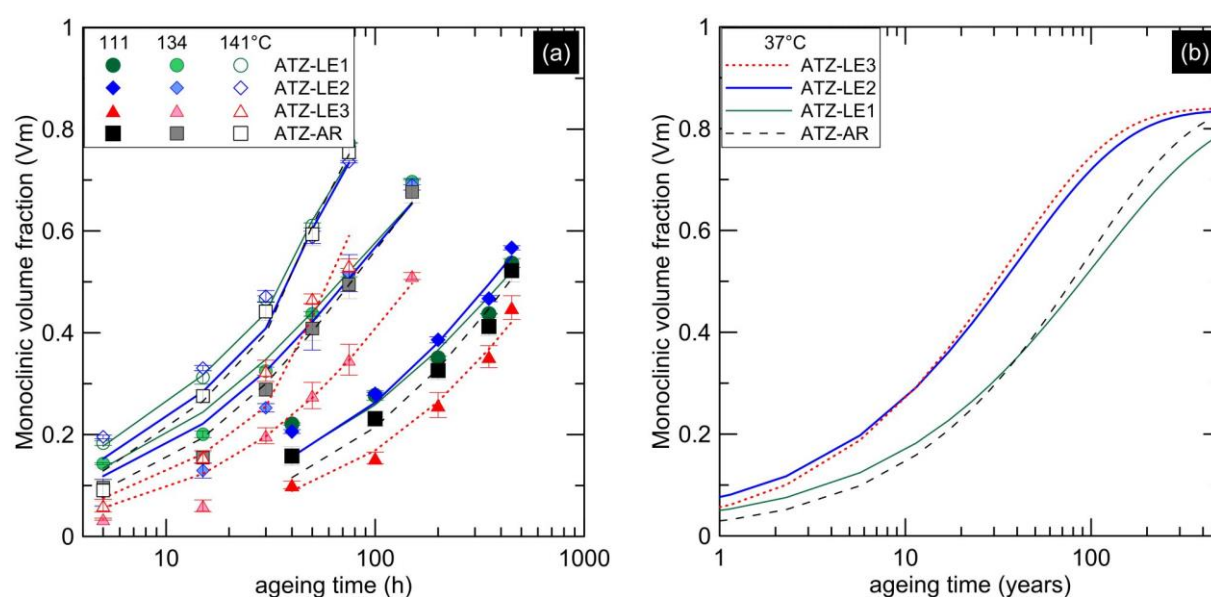 1
0.8
0.6
0.4
0.2
0
Monoclinic volume fraction (Vm)
111 134 141°C
ATZ-LE1
ATZ-LE2
ATZ-LE3
ATZ-AR
(a)
10 100 1000
ageing time (h)
1
0.8
0.6
0.4
0.2
0
Monoclinic volume fraction (Vm)
37°C
ATZ-LE3
ATZ-LE2
ATZ-LE1
ATZ-AR
(b)
1 10 100
ageing time (years)